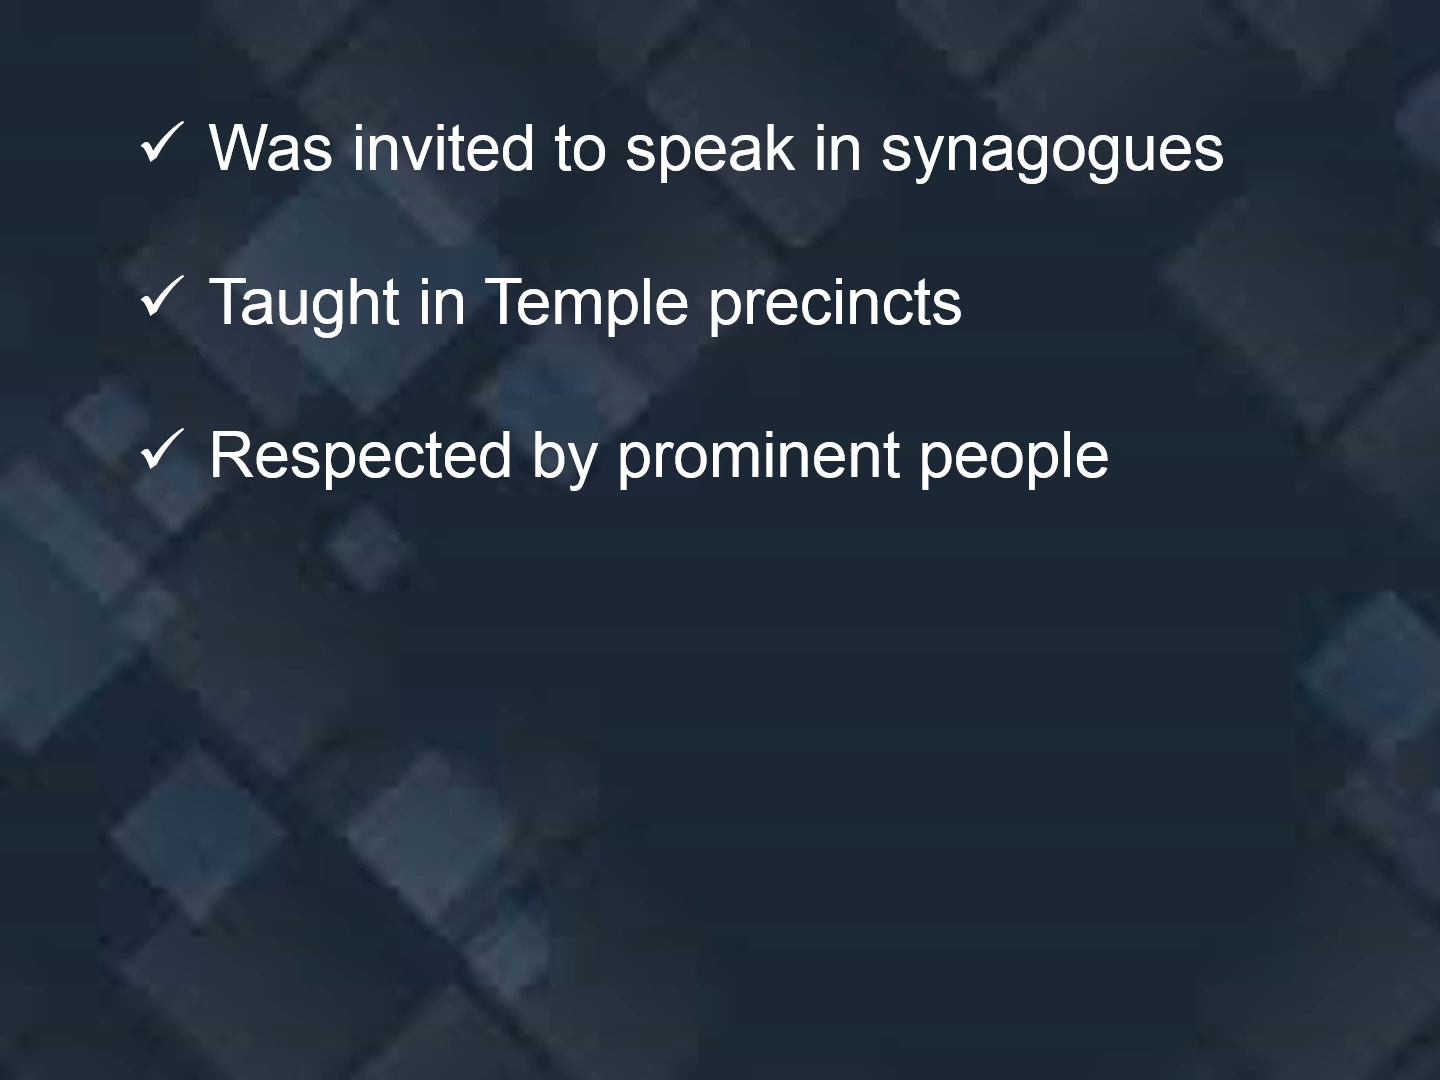 ✓ Was invited to speak in synagogues
✓ Taught in Temple precincts
✓ Respected by prominent people